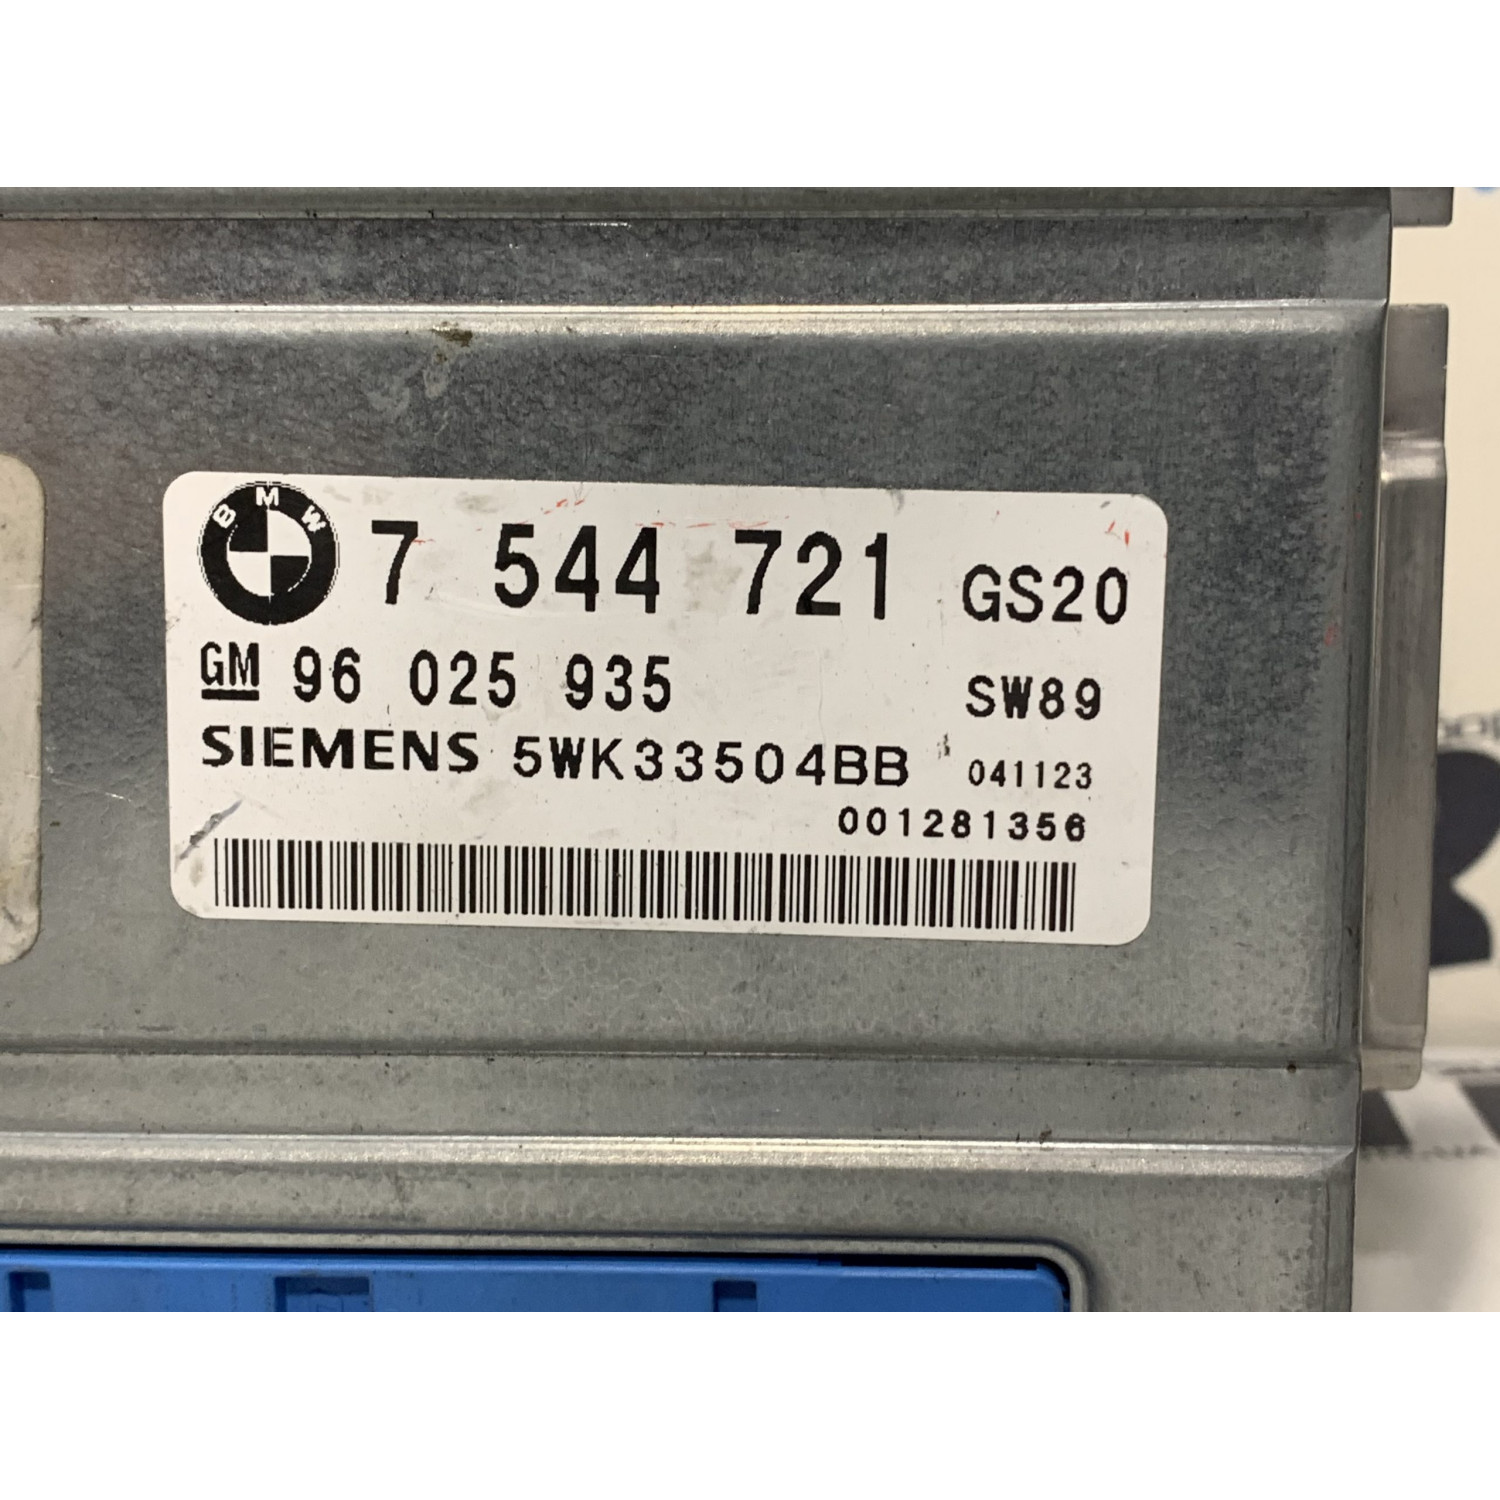 BMW 7 544 721 GS20
GM 96 025 935 SW89
SIEMENS 5WK33504BB 041123
001281356